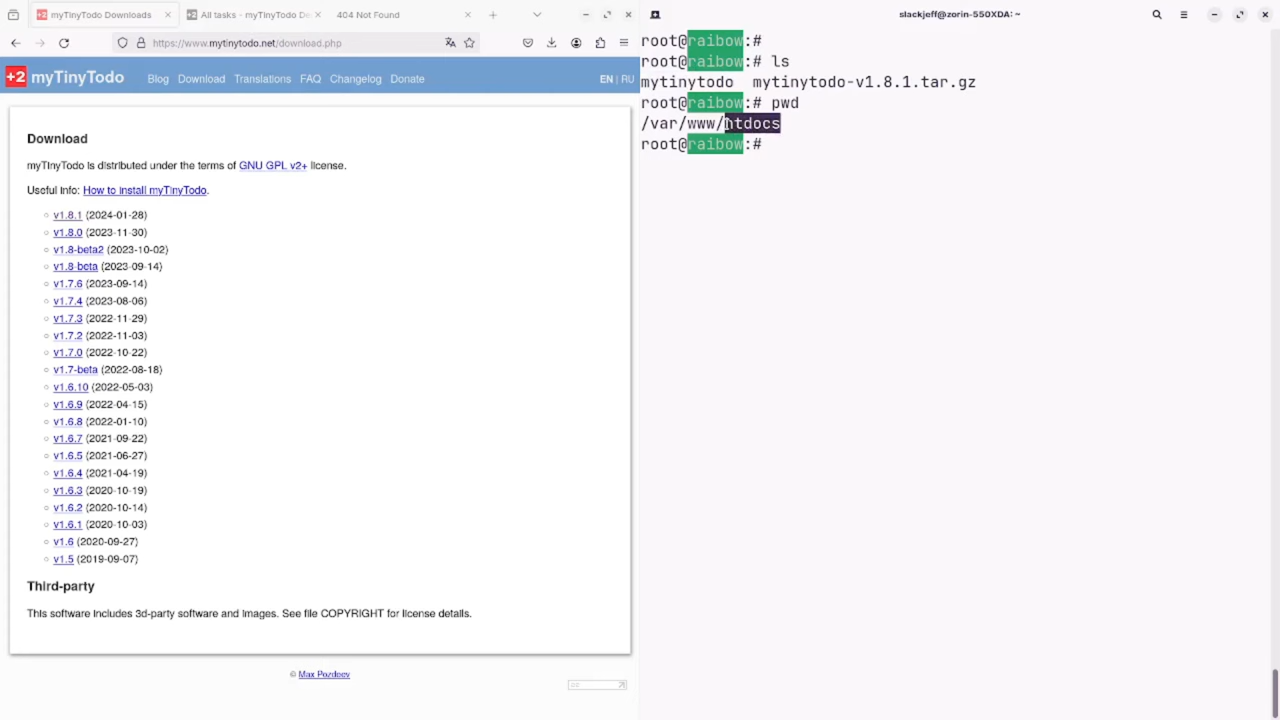 myTinyTodo Downloads
All tasks - myTinyTodo De
404 Not Found
https://www.mytinytodo.net/download.php
+2 myTinyTodo
Blog Download Translations FAQ Changelog Donate EN | RU
Download
myTinyTodo is distributed under the terms of GNU GPL v2+ license.
Useful info: How to install myTinyTodo.
v1.8.1 (2024-01-28)
v1.8.0 (2023-11-30)
v1.8-beta2 (2023-10-02)
v1.8-beta (2023-09-14)
v1.7.6 (2023-09-14)
v1.7.4 (2023-08-06)
v1.7.3 (2022-11-29)
v1.7.2 (2022-11-03)
v1.7.0 (2022-10-22)
v1.7-beta (2022-08-18)
v1.6.10 (2022-05-03)
v1.6.9 (2022-04-15)
v1.6.8 (2022-01-10)
v1.6.7 (2021-09-22)
v1.6.5 (2021-06-27)
v1.6.4 (2021-04-19)
v1.6.3 (2020-10-19)
v1.6.2 (2020-10-14)
v1.6.1 (2020-10-03)
v1.6 (2020-09-27)
v1.5 (2019-09-07)
Third-party
This software includes 3d-party software and images. See file COPYRIGHT for license details.
© Max Pozdeev
slackjeff@zorin-550XDA: ~
root@raibow:#
root@raibow:# ls
mytinytodo mytinytodo-v1.8.1.tar.gz
root@raibow:# pwd
/var/www/htdocs
root@raibow:#